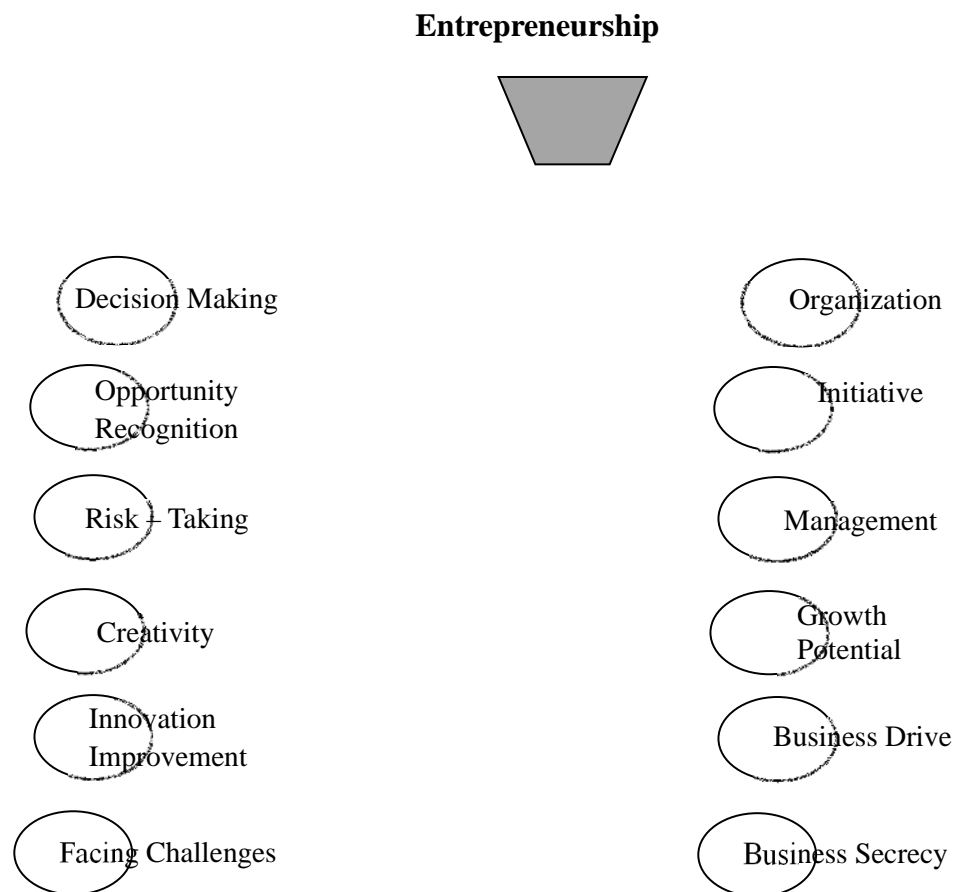 Entrepreneurship
Decision Making
Organization
Opportunity
Recognition
Initiative
Risk – Taking
Management
Creativity
Growth
Potential
Innovation
Improvement
Business Drive
Facing Challenges
Business Secrecy